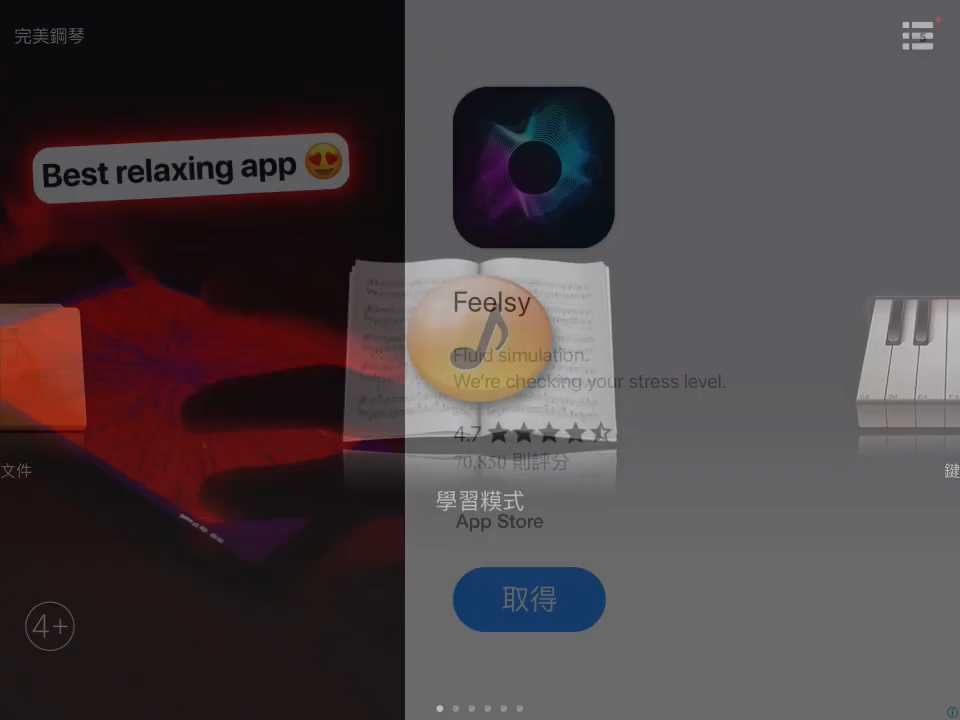 完美鋼琴
Best relaxing app
Feelsy
Fluid simulation.
We're checking your stress level.
4.7
70,850 則評分
文件
鍵
學習模式
App Store
取得
4+